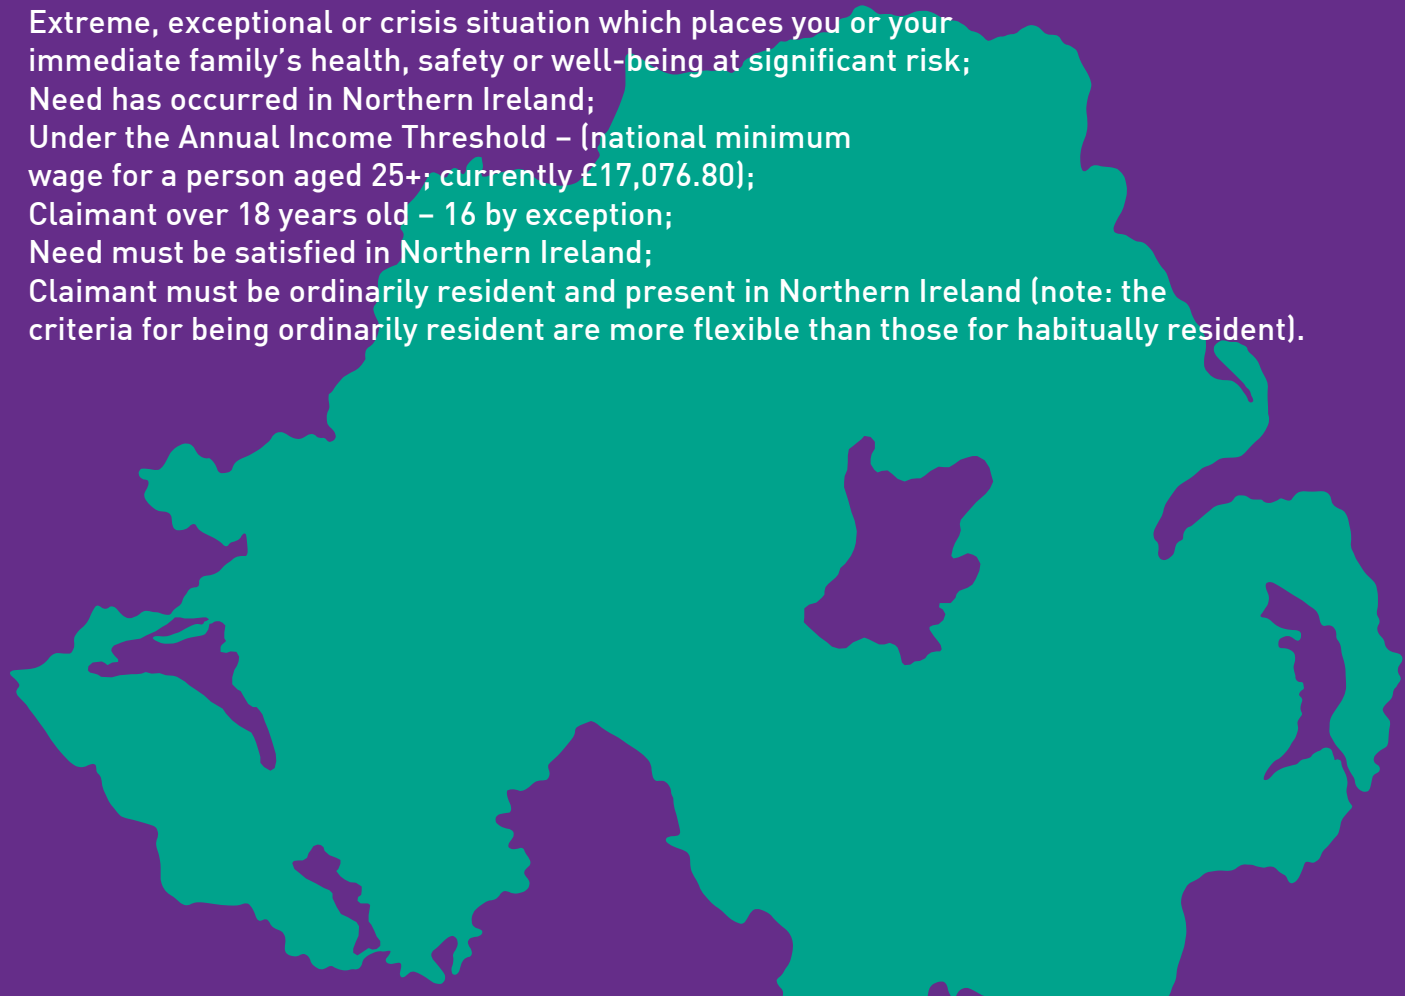 Extreme, exceptional or crisis situation which places you or your
immediate family’s health, safety or well-being at significant risk;
Need has occurred in Northern Ireland;
Under the Annual Income Threshold – (national minimum
wage for a person aged 25+; currently £17,076.80);
Claimant over 18 years old – 16 by exception;
Need must be satisfied in Northern Ireland;
Claimant must be ordinarily resident and present in Northern Ireland (note: the
criteria for being ordinarily resident are more flexible than those for habitually resident).